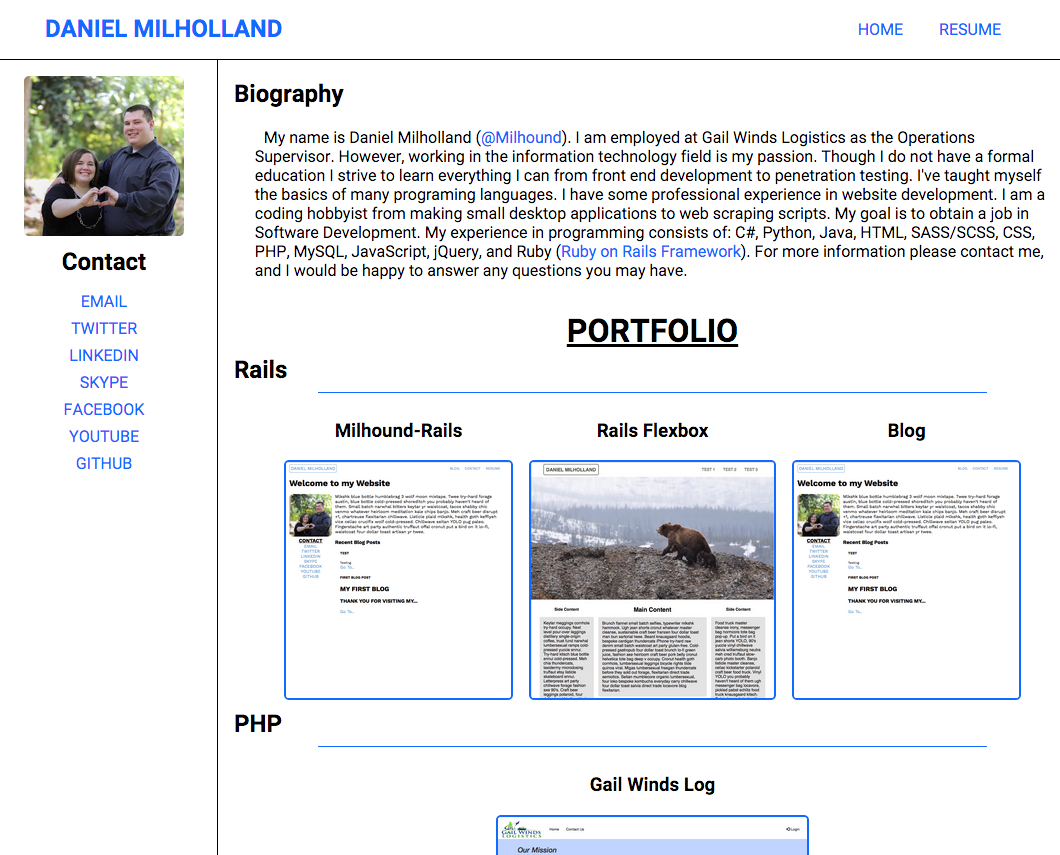 DANIEL MILHOLLAND
HOME
RESUME
Contact
EMAIL
TWITTER
LINKEDIN
SKYPE
FACEBOOK
YOUTUBE
GITHUB
Biography
My name is Daniel Milholland (@Milhound). I am employed at Gail Winds Logistics as the Operations
Supervisor. However, working in the information technology field is my passion. Though I do not have a formal
education I strive to learn everything I can from front end development to penetration testing. I've taught myself
the basics of many programing languages. I have some professional experience in website development. I am a
coding hobbyist from making small desktop applications to web scraping scripts. My goal is to obtain a job in
Software Development. My experience in programming consists of: C#, Python, Java, HTML, SASS/SCSS, CSS,
PHP, MySQL, JavaScript, jQuery, and Ruby (Ruby on Rails Framework). For more information please contact me,
and I would be happy to answer any questions you may have.
PORTFOLIO
Rails
Milhound-Rails
DANIEL MILHOLLAND
BLOG CONTACT RESUME
Welcome to my Website
CONTACT
EMAIL
TWITTER
LINKEDIN
SKYPE
FACEBOOK
YOUTUBE
GITHUB
Recent Blog Posts
TEST
Testing
Go To..
FIRST BLOG POST
MY FIRST BLOG
THANK YOU FOR VISITING MY...
Go To..
Rails Flexbox
DANIEL MILHOLLAND
TEST 1 TEST 2 TEST 3
Side Content
Main Content
Side Content
Blog
DANIEL MILHOLLAND
BLOG CONTACT RESUME
Welcome to my Website
CONTACT
EMAIL
TWITTER
LINKEDIN
SKYPE
FACEBOOK
YOUTUBE
GITHUB
Recent Blog Posts
TEST
Testing
Go To..
FIRST BLOG POST
MY FIRST BLOG
THANK YOU FOR VISITING MY...
Go To..
PHP
Gail Winds Log
GAIL WINDS
LOGISTICS
Home
Contact Us
Login
Our Mission